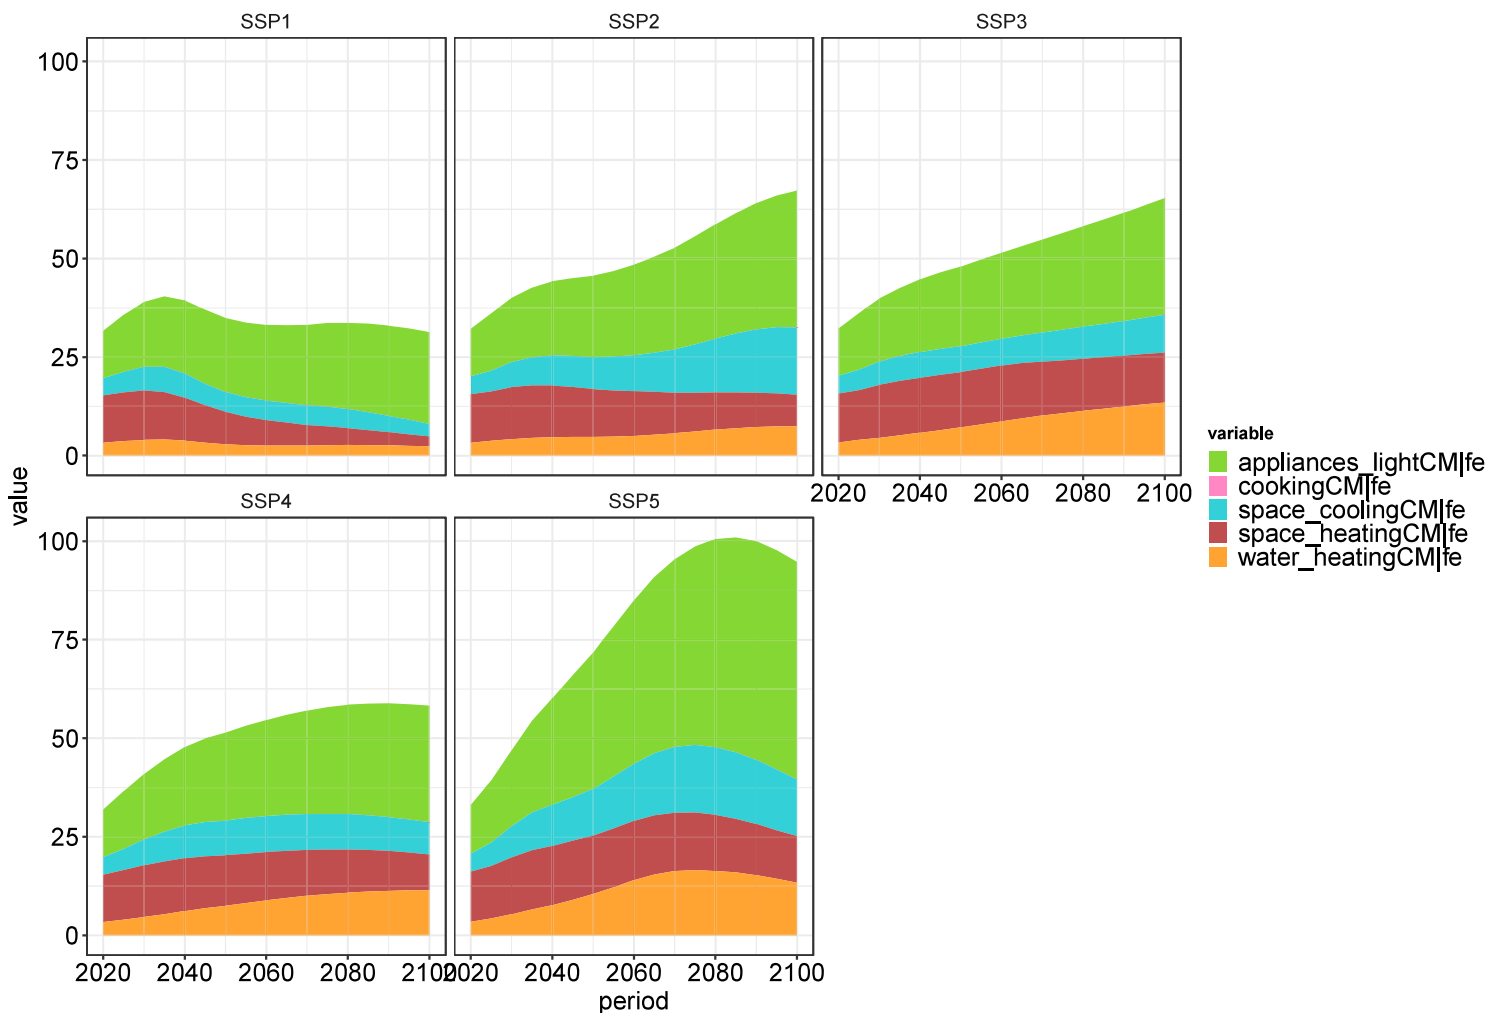 SSP1
SSP2
SSP3
100
75
50
25
0
2020 2040 2060 2080 2100
value
SSP4
SSP5
100
75
50
25
0
2020 2040 2060 2080 2100
2020 2040 2060 2080 2100
period
variable
appliances_lightCM|fe
cookingCM|fe
space_coolingCM|fe
space_heatingCM|fe
water_heatingCM|fe